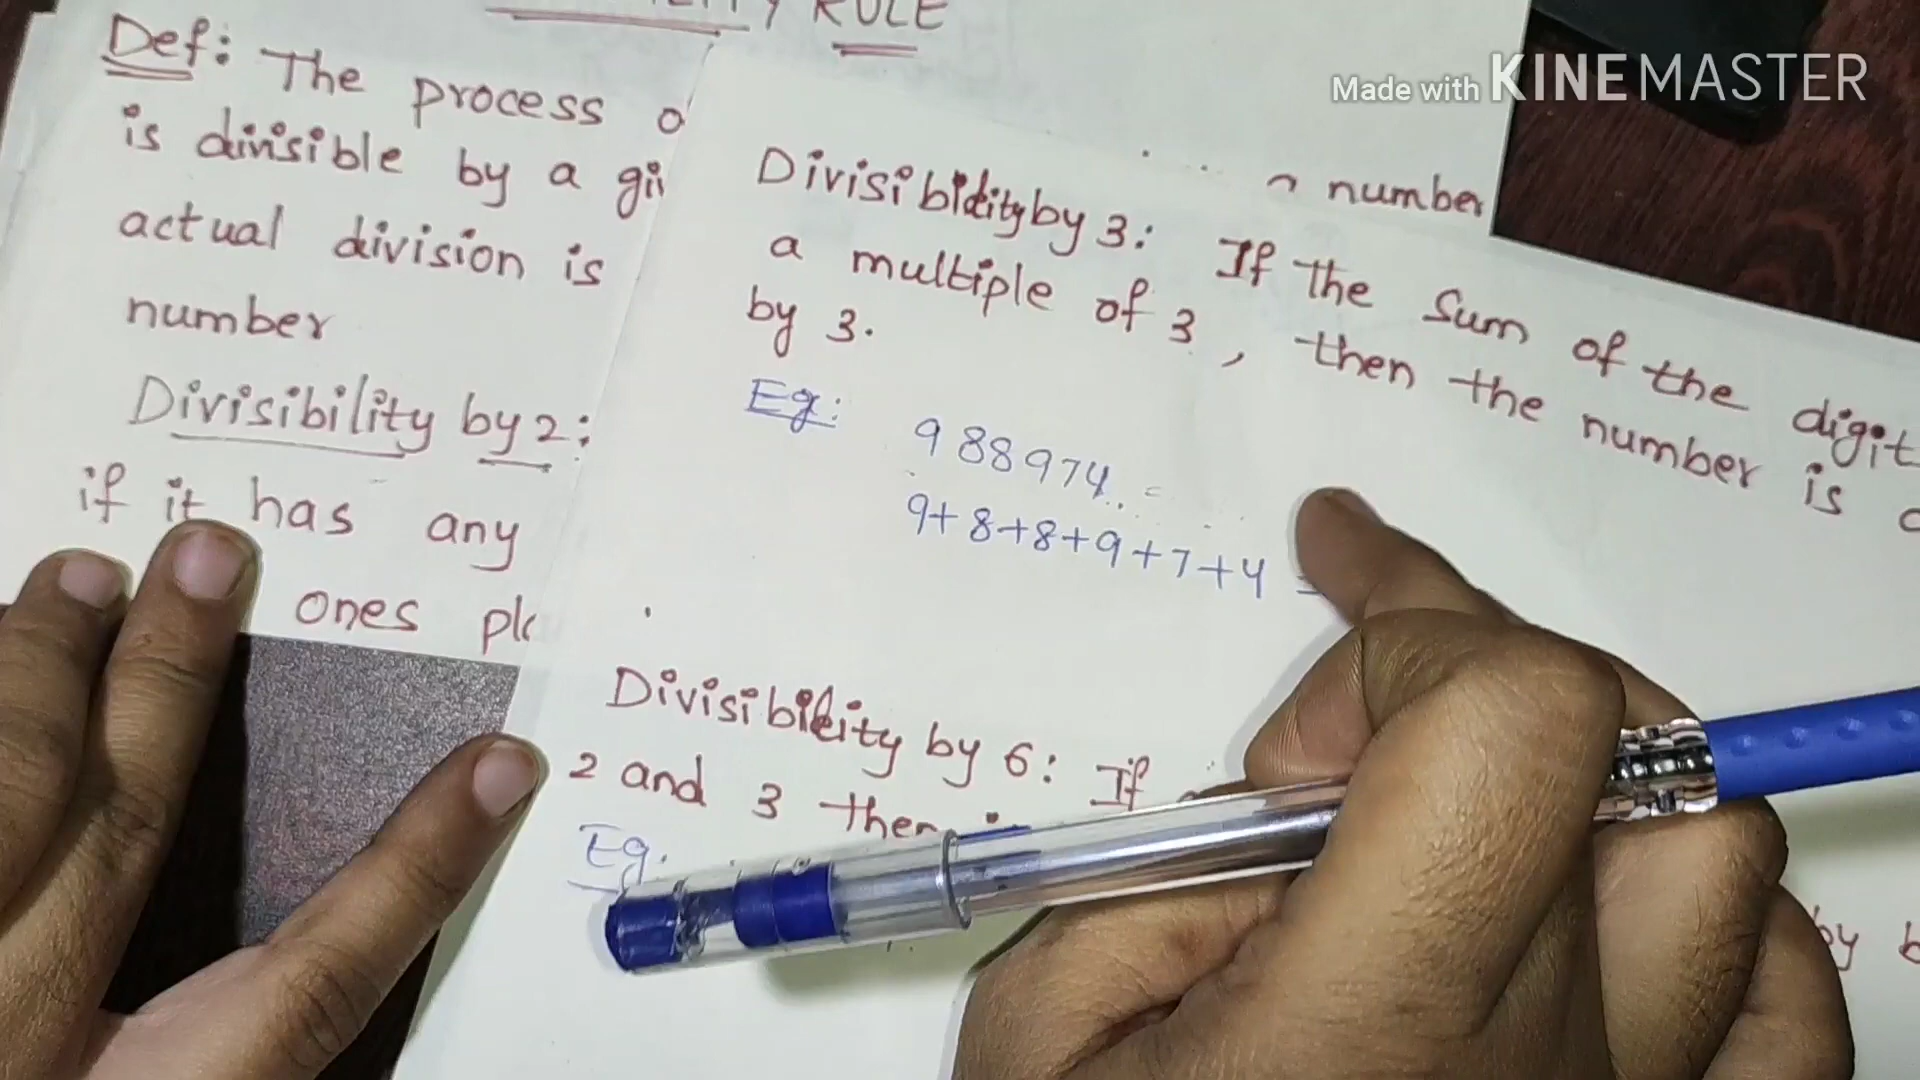 RULE
Made with KINEMASTER
Def: The process
is divisible by a
actual division is
number
Divisibility by 2:
if it has any
ones
number
Divisibility by 3: If the Sum of the digit
a multiple of 3, then the number is
by 3.
Eg: 988974
9+8+8+9+7+4 =
Divisibility by 6: If
2 and 3 then
Eg:
by